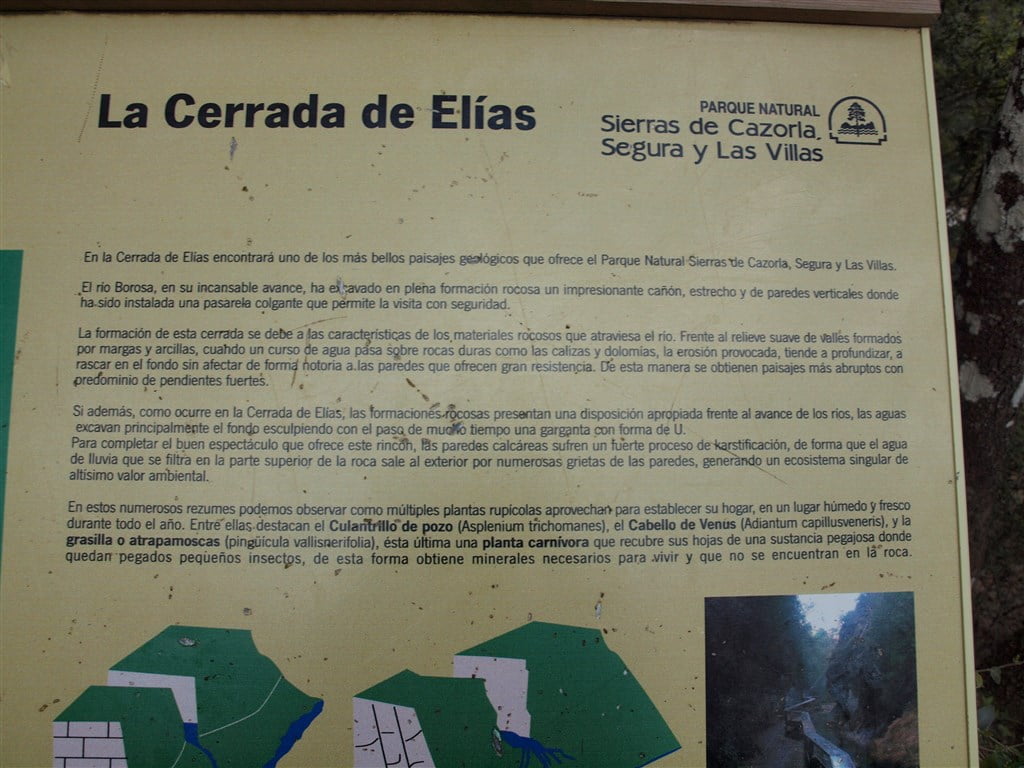 La Cerrada de Elías
PARQUE NATURAL
Sierras de Cazorla,
Segura y Las Villas
En la Cerrada de Elías encontrará uno de los más bellos paisajes geológicos que ofrece el Parque Natural Sierras de Cazorla, Segura y Las Villas.
El río Borosa, en su incansable avance, ha excavado en plena formación rocosa un impresionante cañón, estrecho y de paredes verticales donde
ha sido instalada una pasarela colgante que permite la visita con seguridad.
La formación de esta cerrada se debe a las características de los materiales rocosos que atraviesa el río. Frente al relieve suave de valles formados
por margas y arcillas, cuando un curso de agua pasa sobre rocas duras como las calizas y dolomías, la erosión provocada, tiende a profundizar, a
rascar en el fondo sin afectar de forma notoria a las paredes que ofrecen gran resistencia. De esta manera se obtienen paisajes más abruptos con
predominio de pendientes fuertes.
Si además, como ocurre en la Cerrada de Elías, las formaciones rocosas presentan una disposición apropiada frente al avance de los ríos, las aguas
excavan principalmente el fondo esculpiendo con el paso de mucho tiempo una garganta con forma de U.
Para completar el buen espectáculo que ofrece este rincón, las paredes calcáreas sufren un fuerte proceso de karstificación, de forma que el agua
de lluvia que se filtra en la parte superior de la roca sale al exterior por numerosas grietas de las paredes, generando un ecosistema singular de
altísimo valor ambiental.
En estos numerosos rezumes podemos observar como múltiples plantas rupícolas aprovechan para establecer su hogar, en un lugar húmedo y fresco
durante todo el año. Entre ellas destacan el Culantrillo de pozo (Asplenium trichomanes), el Cabello de Venus (Adiantum capillusveneris), y la
grasilla o atrapamoscas (pingüícula vallisnerifolia), ésta última una planta carnívora que recubre sus hojas de una sustancia pegajosa donde
quedan pegados pequeños insectos, de esta forma obtiene minerales necesarios para vivir y que no se encuentran en la roca.